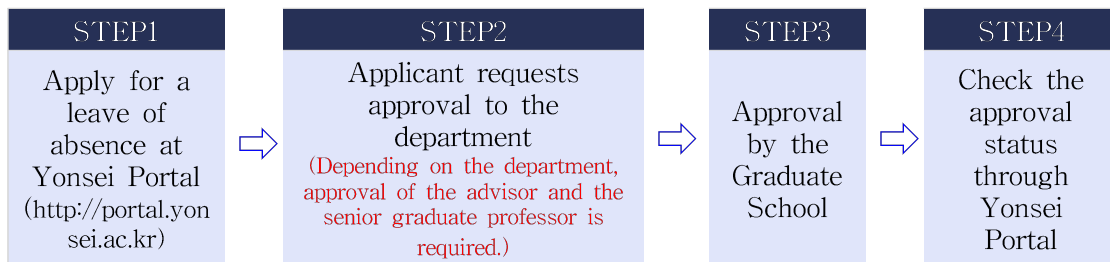 STEP1
Apply for a
leave of
absence at
Yonsei Portal
(http://portal.yon
sei.ac.kr)
STEP2
Applicant requests
approval to the
department
(Depending on the department,
approval of the advisor and the
senior graduate professor is
required.)
STEP3
Approval
by the
Graduate
School
STEP4
Check the
approval
status
through
Yonsei
Portal